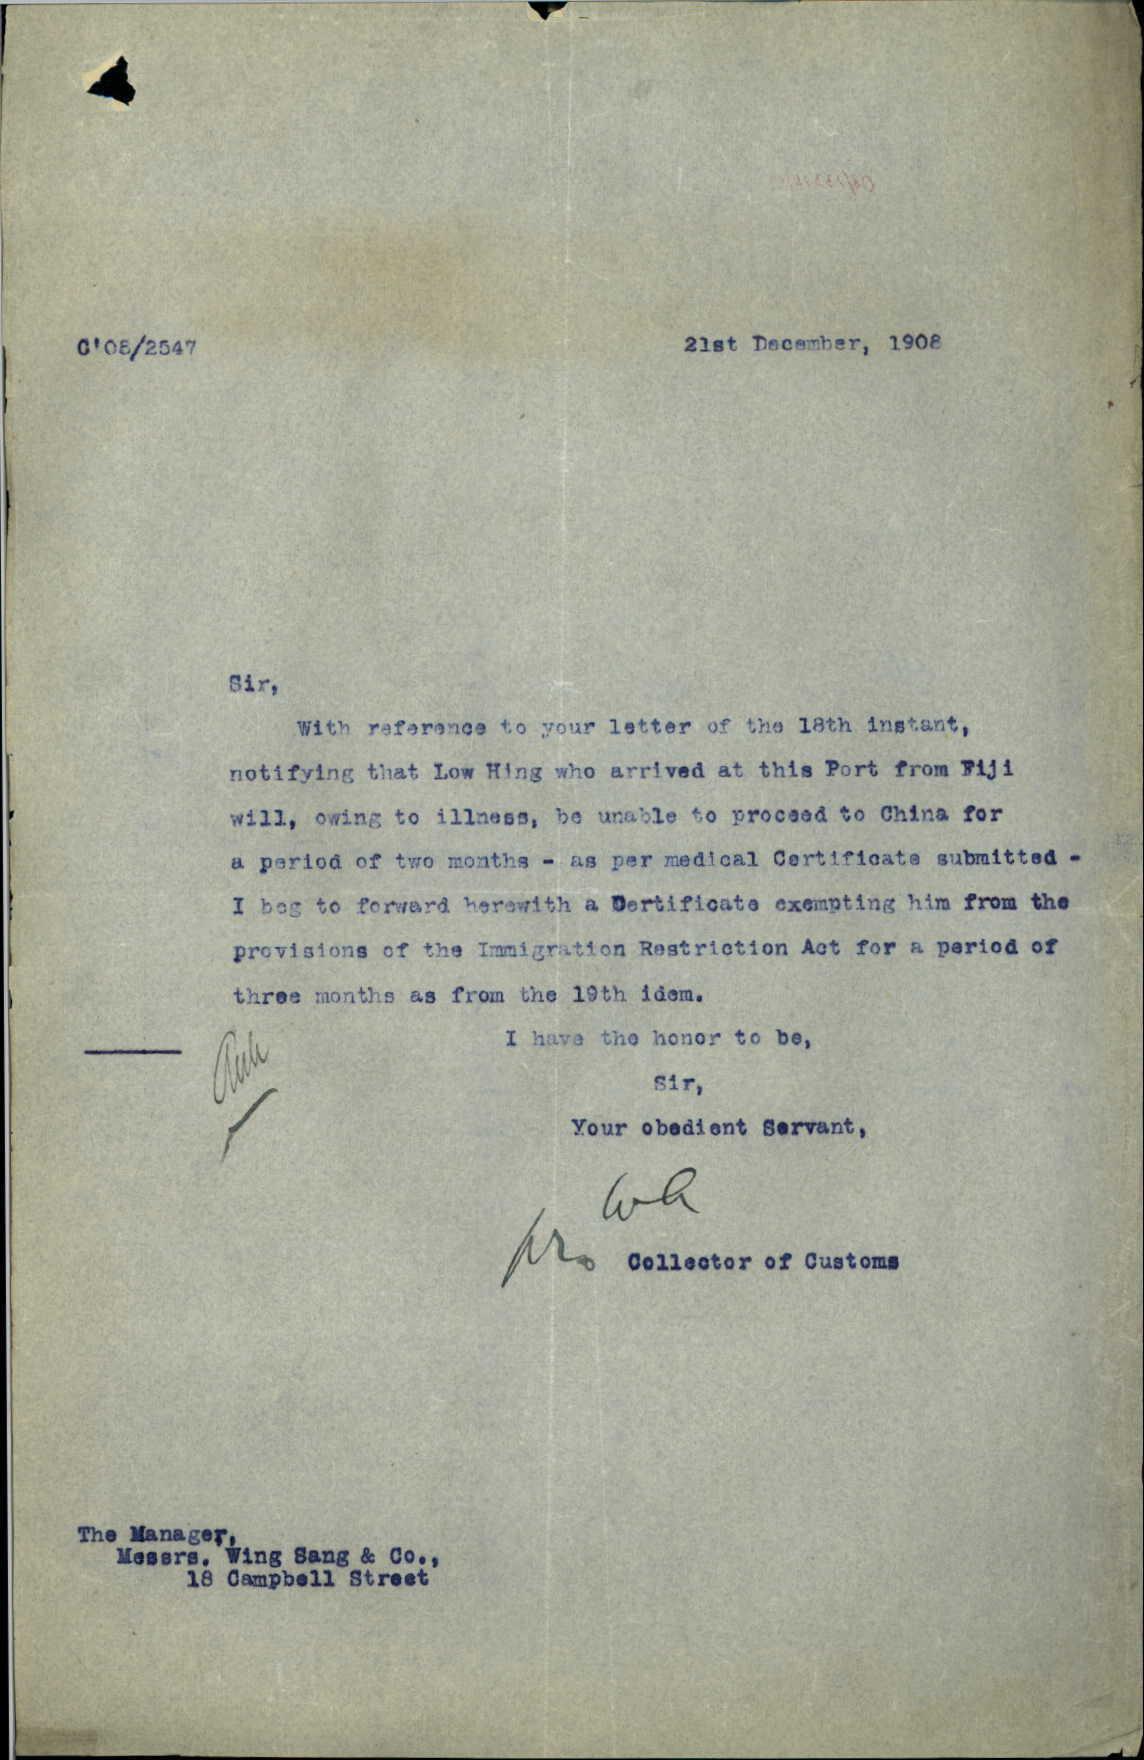 C'08/2547
21st December, 1908
Sir,
With reference to your letter of the 18th instant,
notifying that Low Hing who arrived at this Port from Fiji
will, owing to illness, be unable to proceed to China for
a period of two months - as per medical Certificate submitted -
I beg to forward herewith a Certificate exempting him from the
provisions of the Immigration Restriction Act for a period of
three months as from the 19th idem.
I have the honor to be,
Sir,
Your obedient Servant,
pro Collector of Customs
The Manager,
Messrs. Wing Sang & Co.,
18 Campbell Street